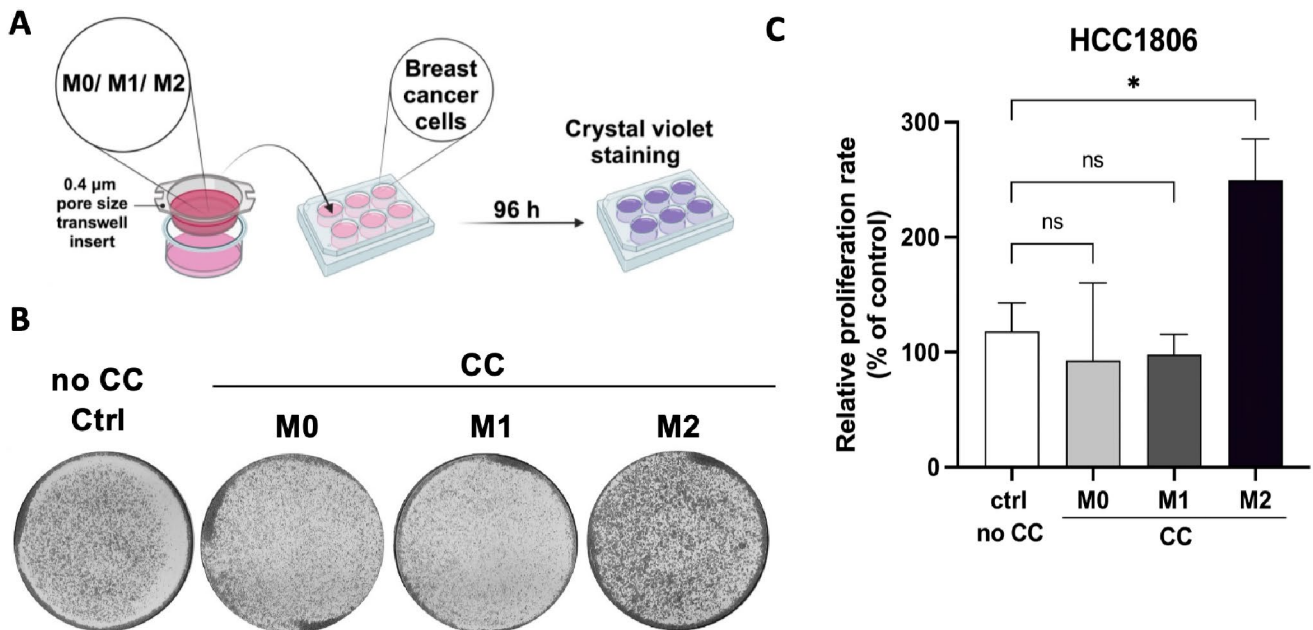 A
M0/ M1/ M2
0.4 µm
pore size
transwell
insert
Breast
cancer
cells
96 h
Crystal violet
staining
B
no CC
Ctrl
CC
M0
M1
M2
C
HCC1806
*
ns
ns
Relative proliferation rate
(% of control)
300
200
100
0
ctrl
no CC
M0
M1
M2
CC